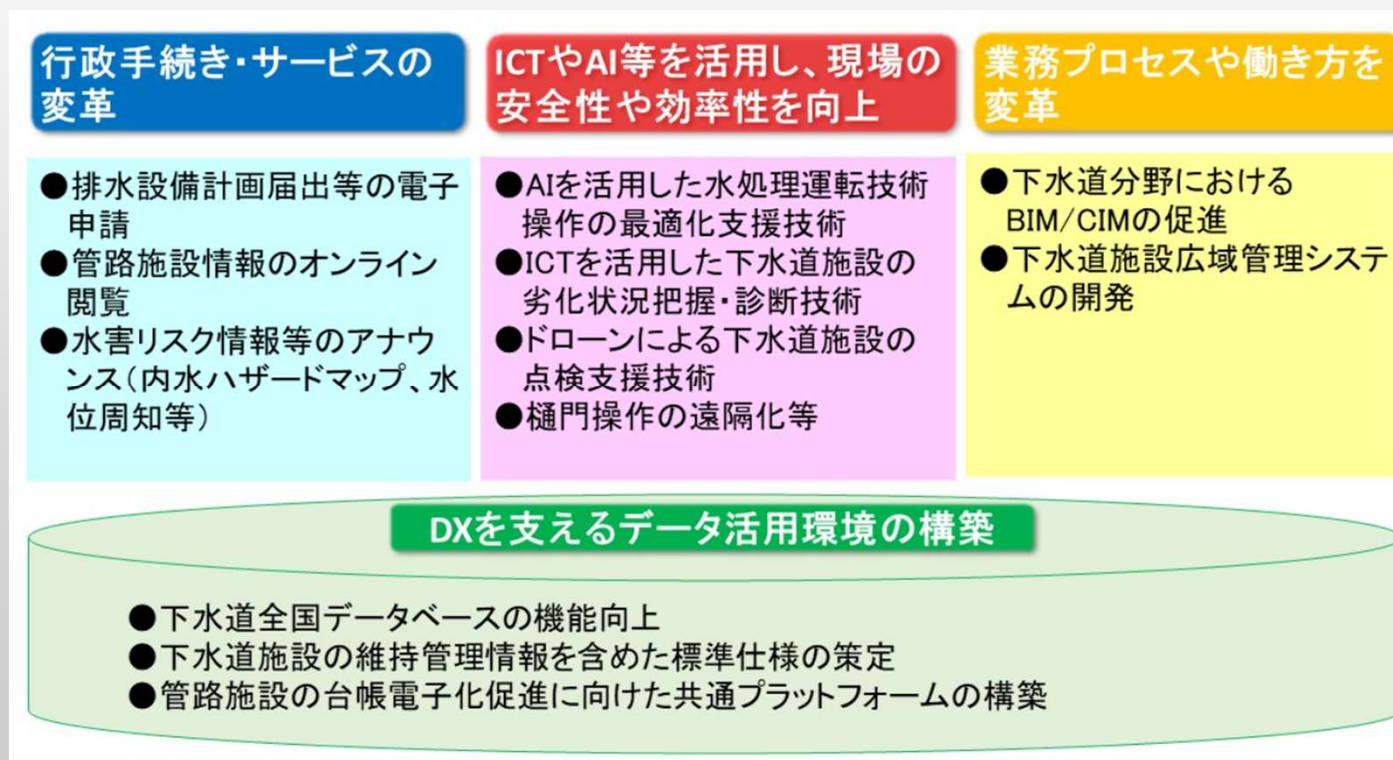 行政手続き・サービスの
変革
ICTやAI等を活用し、現場の
安全性や効率性を向上
業務プロセスや働き方を
変革
●排水設備計画届出等の電子
申請
●管路施設情報のオンライン
閲覧
●水害リスク情報等のアナウ
ンス(内水ハザードマップ、水
位周知等)
●AIを活用した水処理運転技術
操作の最適化支援技術
●ICTを活用した下水道施設の
劣化状況把握・診断技術
●ドローンによる下水道施設の
点検支援技術
●樋門操作の遠隔化等
●下水道分野における
BIM/CIMの促進
●下水道施設広域管理システ
ムの開発
DXを支えるデータ活用環境の構築
●下水道全国データベースの機能向上
●下水道施設の維持管理情報を含めた標準仕様の策定
●管路施設の台帳電子化促進に向けた共通プラットフォームの構築